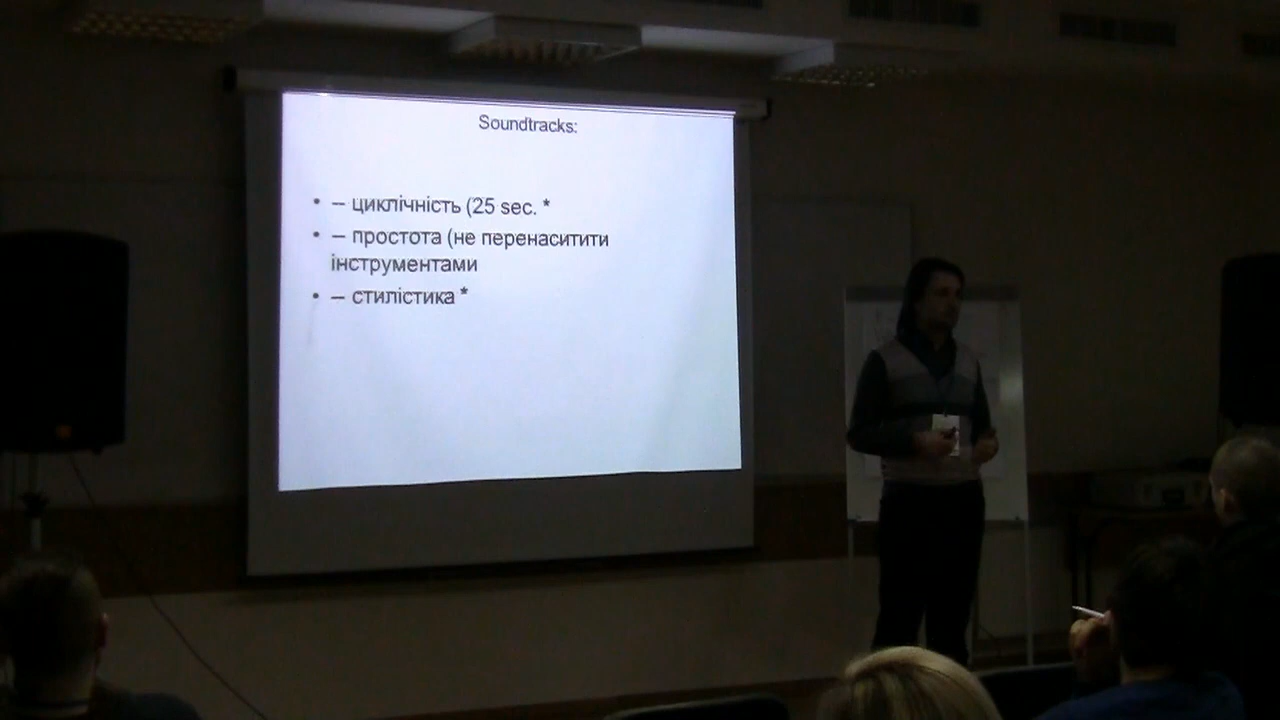 Soundtracks:
• – циклічність (25 sec. *
• – простота (не перенаситити
інструментами
• – стилістика *